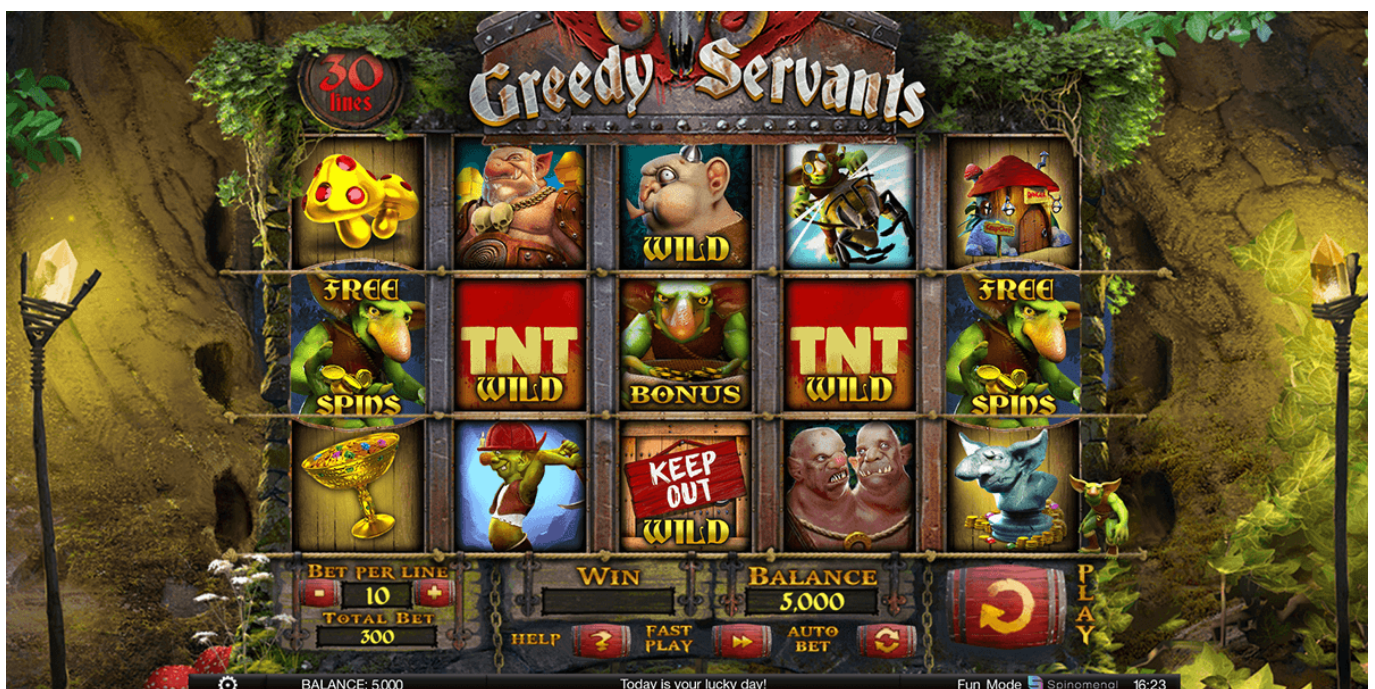 30
lines
Greedy Servants
WILD
FREE
SPINS
TNT
WILD
BONUS
TNT
WILD
FREE
SPINS
KEEP
OUT
WILD
BET PER LINE
- 10 +
TOTAL BET
300
WIN
BALANCE
5,000
HELP ?
FAST
PLAY
AUTO
BET
PLAY
BALANCE: 5,000
Today is your lucky day!
Fun Mode
Spinomenal
16:23